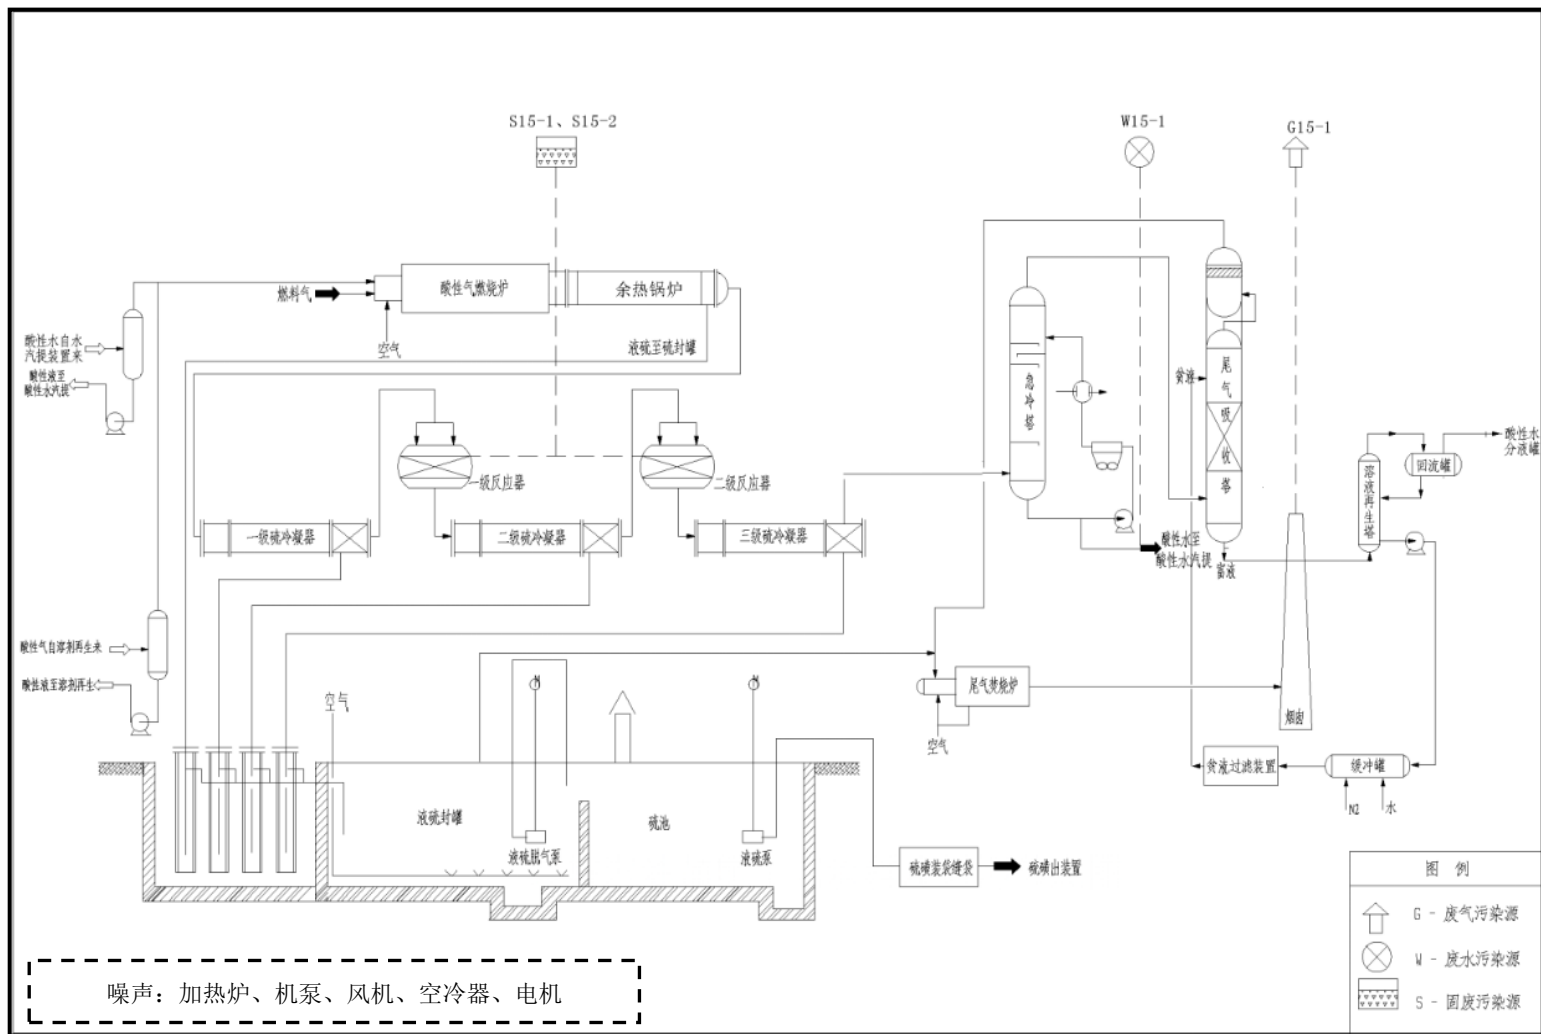 S15-1、S15-2
W15-1
G15-1
燃料气
酸性气燃烧炉
余热锅炉
空气
液硫至硫封罐
酸性水自水
汽提装置来
酸性液至
酸性水汽提
一级反应器
二级反应器
一级硫冷凝器
二级硫冷凝器
三级硫冷凝器
急冷塔
贫液
尾气吸收塔
富液
酸性水至
酸性水汽提
溶液再生塔
回流罐
酸性水
分液罐
酸性气自溶剂再生来
酸性液至溶剂再生
空气
M
M
尾气焚烧炉
空气
烟囱
贫液过滤装置
缓冲罐
N2
水
液硫封罐
液硫脱气泵
硫池
液硫泵
硫磺装袋缝袋
硫磺出装置
图 例
G - 废气污染源
W - 废水污染源
S - 固废污染源
噪声：加热炉、机泵、风机、空冷器、电机